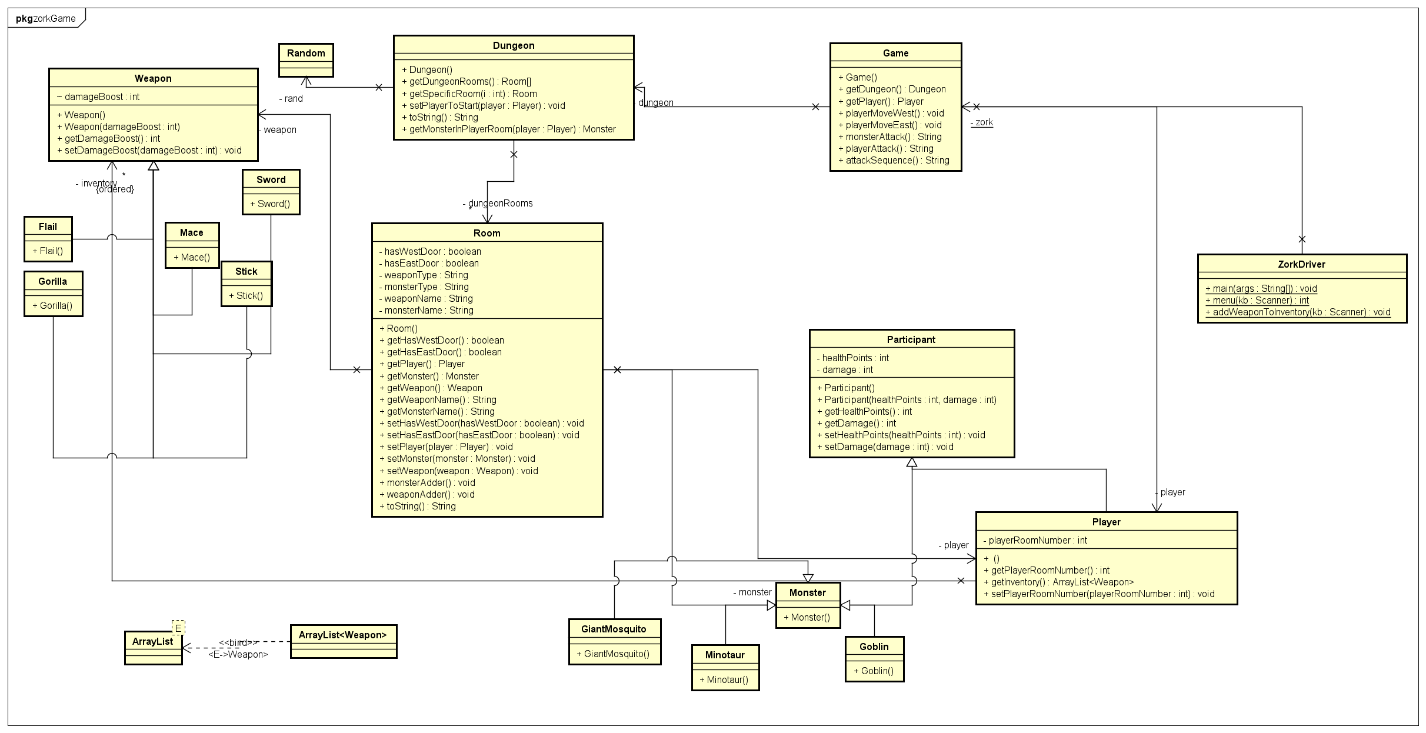 pkg zorkGame
Random
- rand
Dungeon
+ Dungeon()
+ getDungeonRooms() : Room[]
+ getSpecificRoom(i : int) : Room
+ setPlayerToStart(player : Player) : void
+ toString() : String
+ getMonsterInPlayerRoom(player : Player) : Monster
dungeon
Game
+ Game()
+ getDungeon() : Dungeon
+ getPlayer() : Player
+ playerMoveWest() : void
+ playerMoveEast() : void
+ monsterAttack() : String
+ playerAttack() : String
+ attackSequence() : String
- zork
Weapon
- damageBoost : int
+ Weapon()
+ Weapon(damageBoost : int)
+ getDamageBoost() : int
+ setDamageBoost(damageBoost : int) : void
- weapon
- inventory
*
{ordered}
Sword
+ Sword()
Flail
+ Flail()
Mace
+ Mace()
Gorilla
+ Gorilla()
Stick
+ Stick()
- dungeonRooms
*
Room
- hasWestDoor : boolean
- hasEastDoor : boolean
- weaponType : String
- monsterType : String
- weaponName : String
- monsterName : String
+ Room()
+ getHasWestDoor() : boolean
+ getHasEastDoor() : boolean
+ getPlayer() : Player
+ getMonster() : Monster
+ getWeapon() : Weapon
+ getWeaponName() : String
+ getMonsterName() : String
+ setHasWestDoor(hasWestDoor : boolean) : void
+ setHasEastDoor(hasEastDoor : boolean) : void
+ setPlayer(player : Player) : void
+ setMonster(monster : Monster) : void
+ setWeapon(weapon : Weapon) : void
+ monsterAdder() : void
+ weaponAdder() : void
+ toString() : String
ZorkDriver
+ main(args : String[]) : void
+ menu(kb : Scanner) : int
+ addWeaponToInventory(kb : Scanner) : void
Participant
- healthPoints : int
- damage : int
+ Participant()
+ Participant(healthPoints : int, damage : int)
+ getHealthPoints() : int
+ getDamage() : int
+ setHealthPoints(healthPoints : int) : void
+ setDamage(damage : int) : void
- player
Player
- playerRoomNumber : int
+ ()
+ getPlayerRoomNumber() : int
+ getInventory() : ArrayList<Weapon>
+ setPlayerRoomNumber(playerRoomNumber : int) : void
- player
- monster
Monster
+ Monster()
GiantMosquito
+ GiantMosquito()
Minotaur
+ Minotaur()
Goblin
+ Goblin()
E
ArrayList
<<bind>>
<E->Weapon>
ArrayList<Weapon>